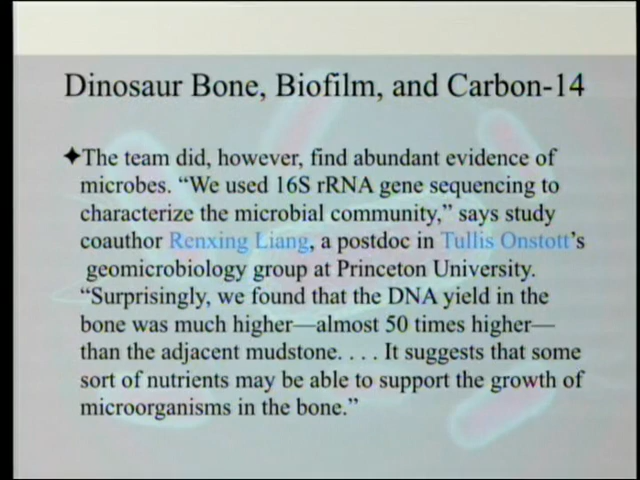 Dinosaur Bone, Biofilm, and Carbon-14
✦The team did, however, find abundant evidence of
microbes. “We used 16S rRNA gene sequencing to
characterize the microbial community,” says study
coauthor Renxing Liang, a postdoc in Tullis Onstott’s
geomicrobiology group at Princeton University.
“Surprisingly, we found that the DNA yield in the
bone was much higher—almost 50 times higher—
than the adjacent mudstone. . . . It suggests that some
sort of nutrients may be able to support the growth of
microorganisms in the bone.”